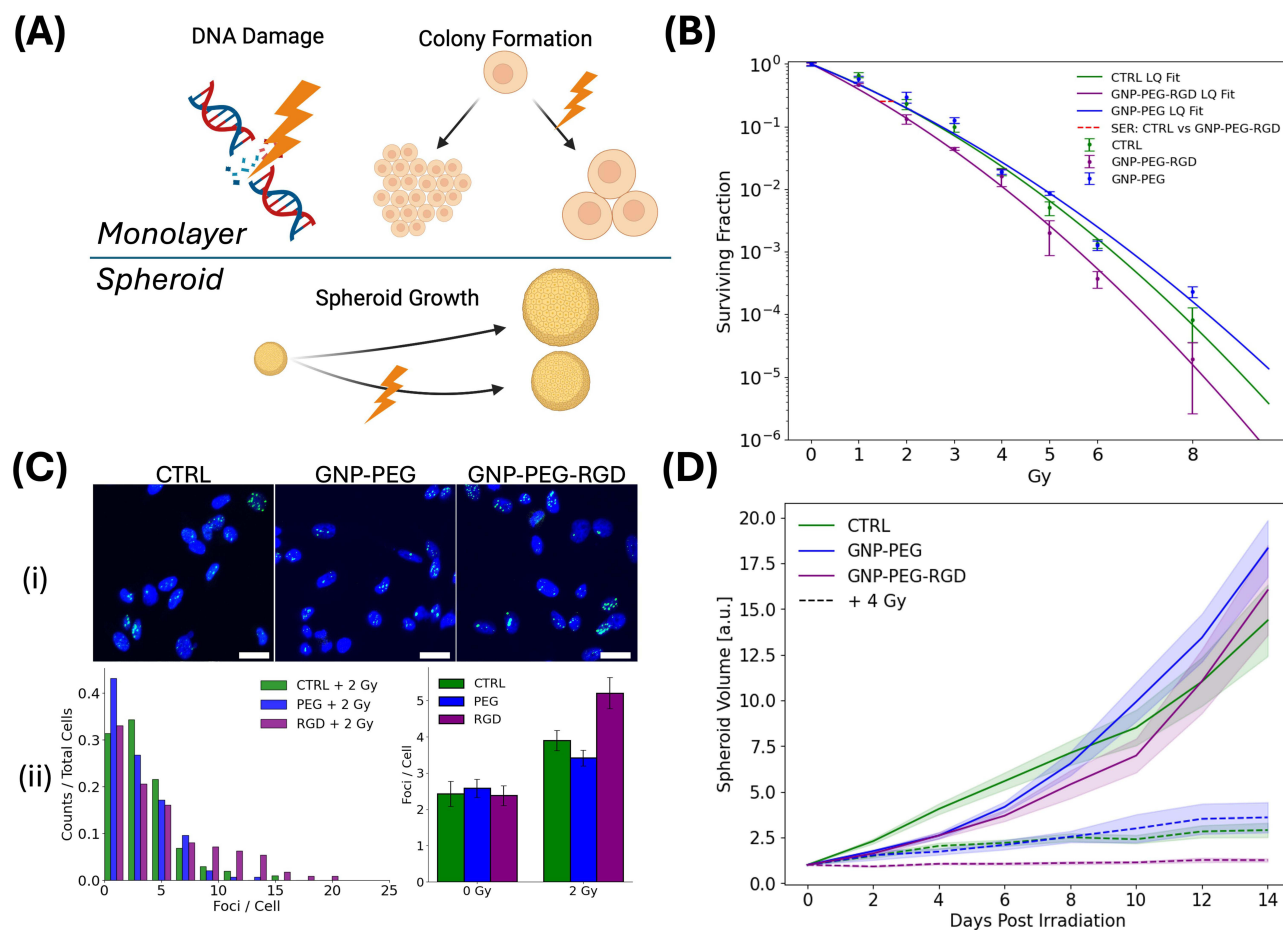 (A)
DNA Damage
Colony Formation
Monolayer
Spheroid
Spheroid Growth
(B)
Surviving Fraction
10⁰
10⁻¹
10⁻²
10⁻³
10⁻⁴
10⁻⁵
10⁻⁶
CTRL LQ Fit
GNP-PEG-RGD LQ Fit
GNP-PEG LQ Fit
SER: CTRL vs GNP-PEG-RGD
CTRL
GNP-PEG-RGD
GNP-PEG
0 1 2 3 4 5 6 8
Gy
(C)
CTRL GNP-PEG GNP-PEG-RGD
(i)
(ii)
Counts / Total Cells
0.4
0.3
0.2
0.1
0.0
CTRL + 2 Gy
PEG + 2 Gy
RGD + 2 Gy
0 5 10 15 20 25
Foci / Cell
Foci / Cell
5
4
3
2
1
0
CTRL
PEG
RGD
0 Gy 2 Gy
(D)
Spheroid Volume [a.u.]
20.0
17.5
15.0
12.5
10.0
7.5
5.0
2.5
0.0
CTRL
GNP-PEG
GNP-PEG-RGD
+ 4 Gy
0 2 4 6 8 10 12 14
Days Post Irradiation